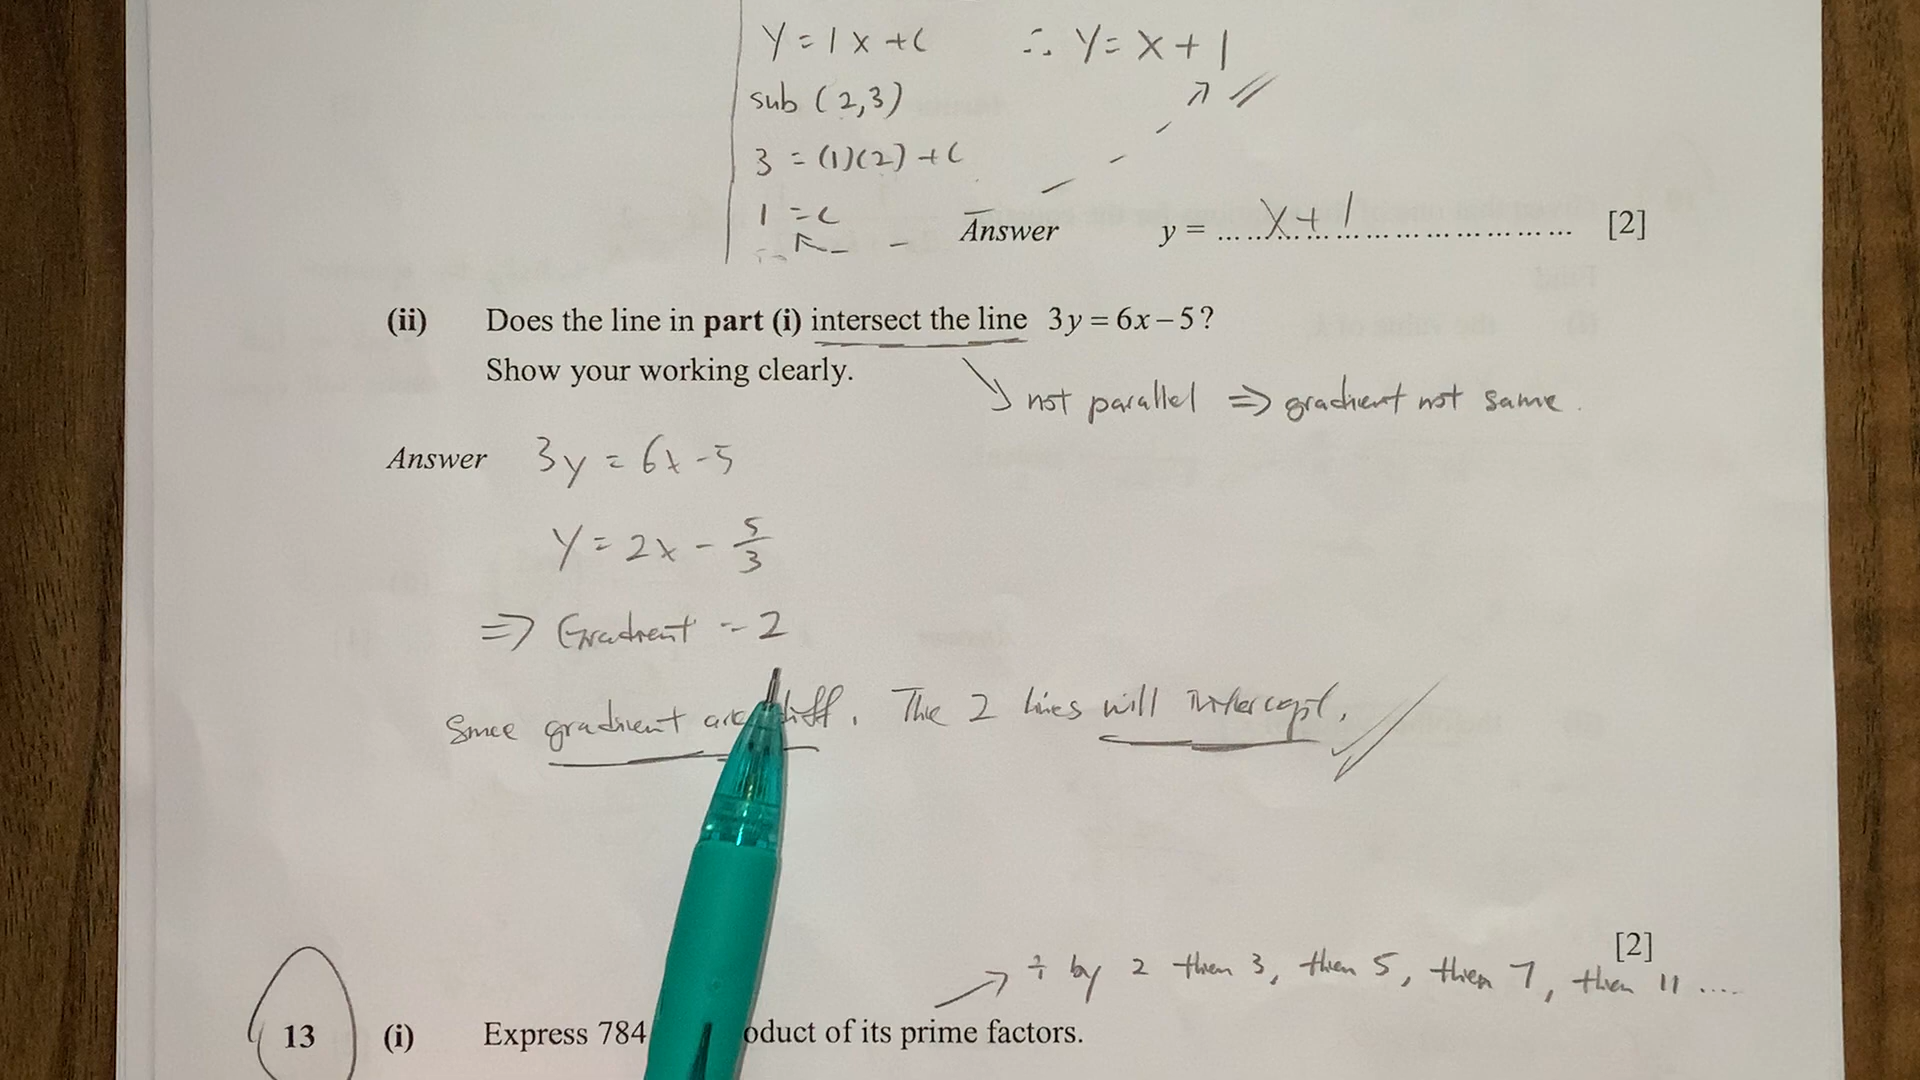 y = 1x + c ∴ y = x + 1
sub (2,3)
3 = (1)(2) + c
1 = c
Answer y = ...x + 1... [2]
(ii) Does the line in part (i) intersect the line 3y = 6x – 5?
Show your working clearly.
not parallel ⇒ gradient not same.
Answer 3y = 6x - 5
y = 2x - 5/3
⇒ Gradient = 2
Since gradient are diff. The 2 lines will intercept.
[2]
÷ by 2 then 3, then 5, then 7, then 11 ....
13 (i) Express 784 oduct of its prime factors.